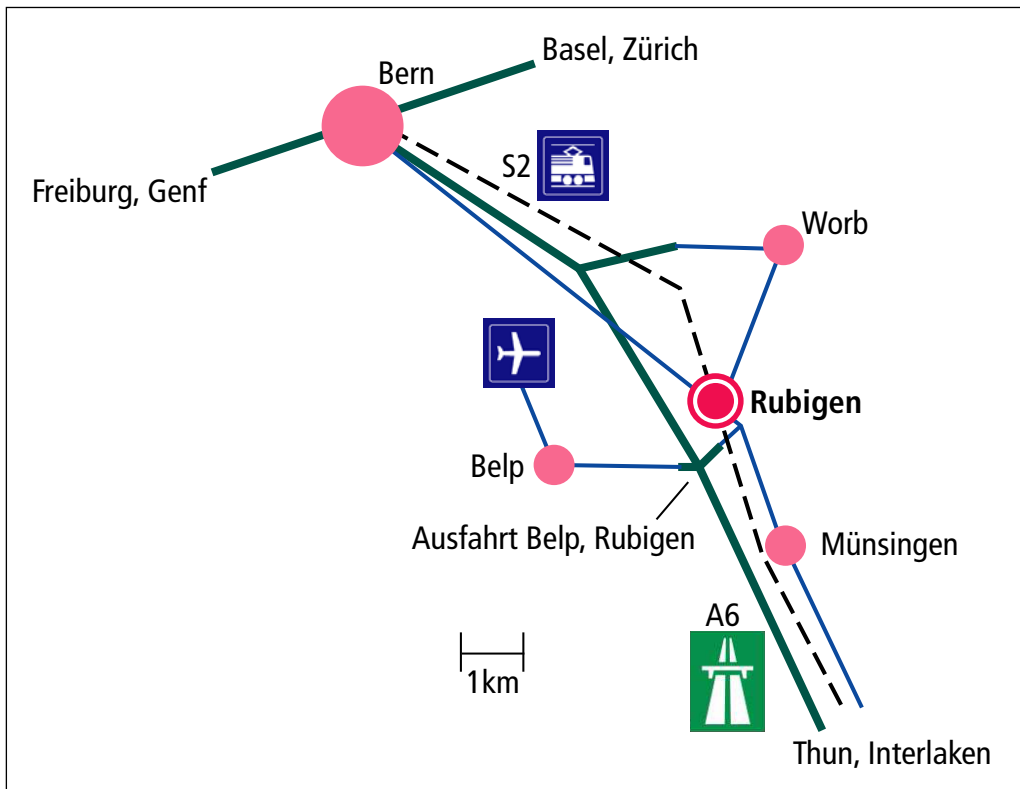 Basel, Zürich
Bern
S2
Freiburg, Genf
Worb
Rubigen
Belp
Ausfahrt Belp, Rubigen
Münsingen
A6
1km
Thun, Interlaken